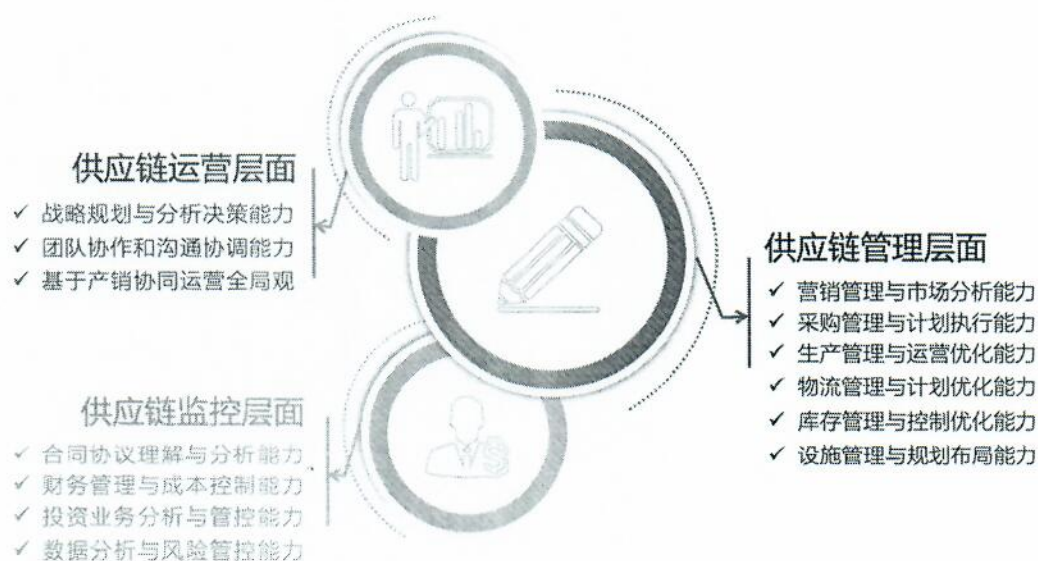 供应链运营层面
✓ 战略规划与分析决策能力
✓ 团队协作和沟通协调能力
✓ 基于产销协同运营全局观
供应链管理层面
✓ 营销管理与市场分析能力
✓ 采购管理与计划执行能力
✓ 生产管理与运营优化能力
✓ 物流管理与计划优化能力
✓ 库存管理与控制优化能力
✓ 设施管理与规划布局能力
供应链监控层面
✓ 合同协议理解与分析能力
✓ 财务管理与成本控制能力
✓ 投资业务分析与管控能力
✓ 数据分析与风险管控能力
$